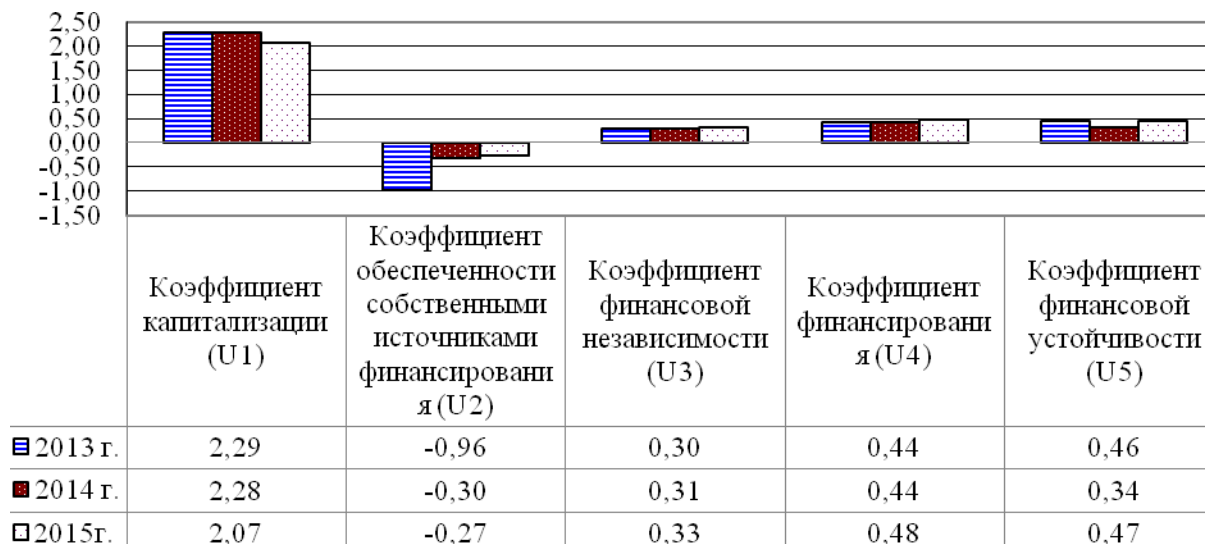 2,50
2,00
1,50
1,00
0,50
0,00
-0,50
-1,00
-1,50
Коэффициент
капитализации
(U1)
Коэффициент
обеспеченности
собственными
источниками
финансировани
я (U2)
Коэффициент
финансовой
независимости
(U3)
Коэффициент
финансировани
я (U4)
Коэффициент
финансовой
устойчивости
(U5)
2013 г. 2,29 -0,96 0,30 0,44 0,46
2014 г. 2,28 -0,30 0,31 0,44 0,34
2015г. 2,07 -0,27 0,33 0,48 0,47